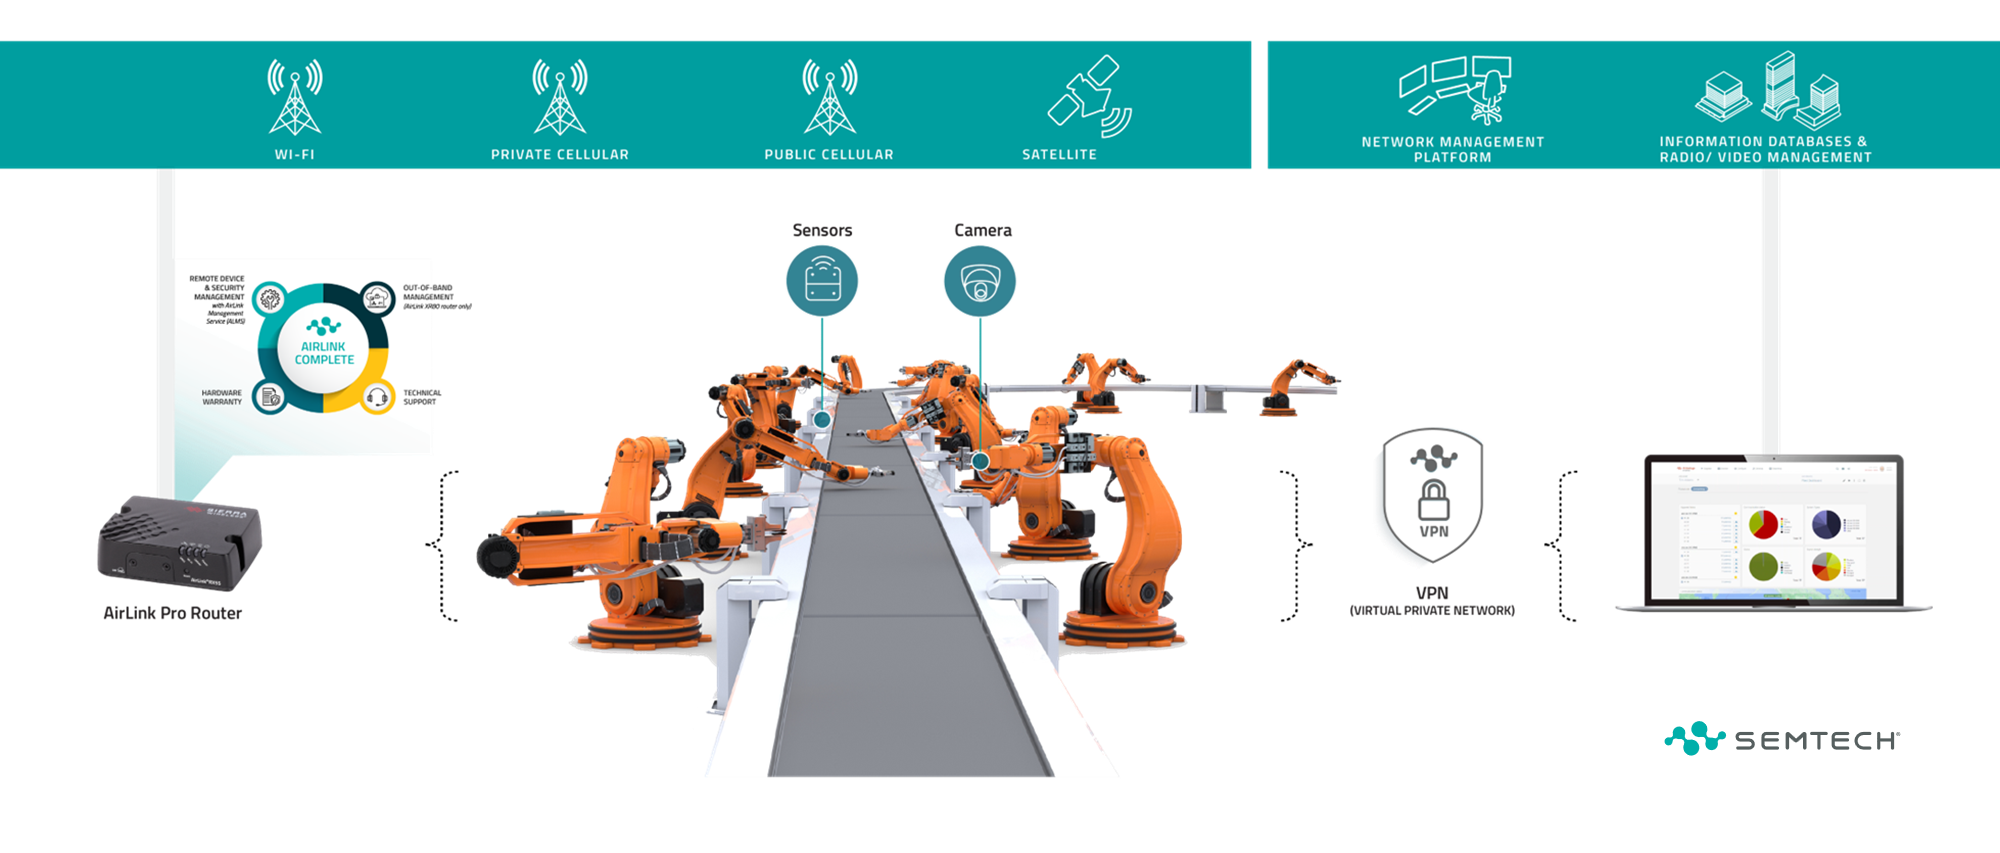 WI-FI
PRIVATE CELLULAR
PUBLIC CELLULAR
SATELLITE
NETWORK MANAGEMENT
PLATFORM
INFORMATION DATABASES &
RADIO/ VIDEO MANAGEMENT
Sensors
Camera
REMOTE DEVICE
& SECURITY
MANAGEMENT
with AirLink
Management
Service (ALMS)
OUT-OF-BAND
MANAGEMENT
(AirLink XR80 router only)
AIRLINK
COMPLETE
HARDWARE
WARRANTY
TECHNICAL
SUPPORT
SIERRA
WIRELESS
AirLink Pro Router
VPN
VPN
(VIRTUAL PRIVATE NETWORK)
SEMTECH®